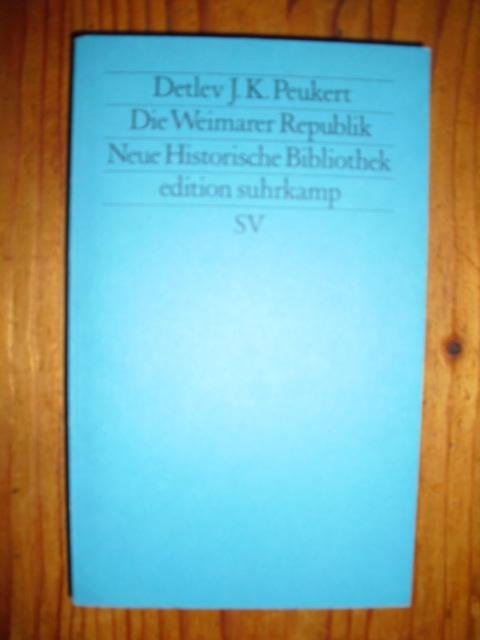 Detlev J. K. Peukert
Die Weimarer Republik
Neue Historische Bibliothek
edition suhrkamp
SV